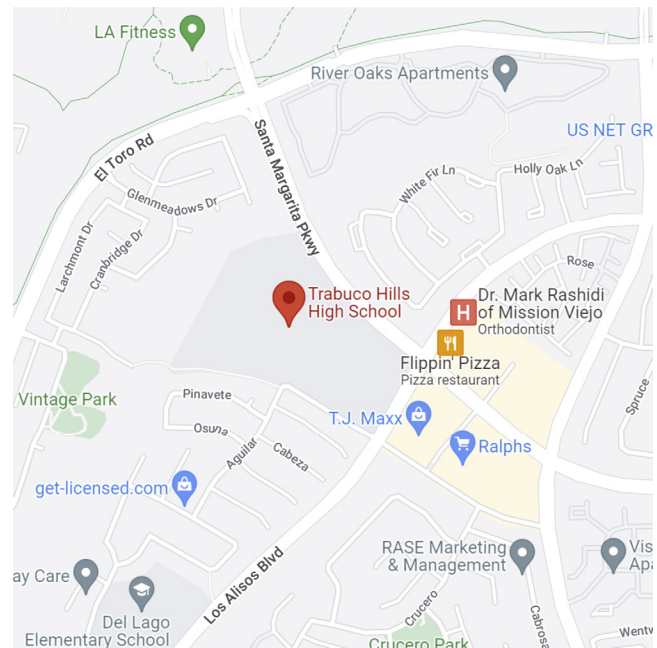 LA Fitness
River Oaks Apartments
US NET GR
El Toro Rd
Santa Margarita Pkwy
White Fir Ln
Holly Oak Ln
Glenmeadows Dr
Larchmont Dr
Cranbridge Dr
Rose
Trabuco Hills
High School
H
Dr. Mark Rashidi
of Mission Viejo
Orthodontist
Flippin' Pizza
Pizza restaurant
Vintage Park
Pinavete
Osuna
Aguilar
Cabeza
T.J. Maxx
Ralphs
Spruce
get-licensed.com
Los Alisos Blvd
RASE Marketing
& Management
Vis
Apa
ay Care
Del Lago
Elementary School
Crucero
Cabrosa
Crucero Park
Wentw